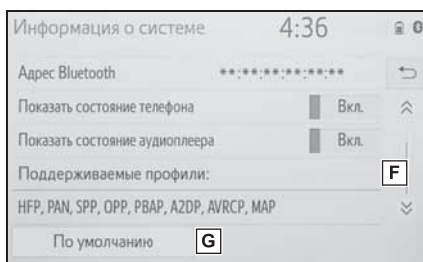 Информация о системе 4:36 0
Адрес Bluetooth **:**:**:**:**:**
Показать состояние телефона Вкл.
Показать состояние аудиоплеера Вкл.
Поддерживаемые профили:
F
HFP, PAN, SPP, OPP, PBAP, A2DP, AVRCP, MAP
По умолчанию G